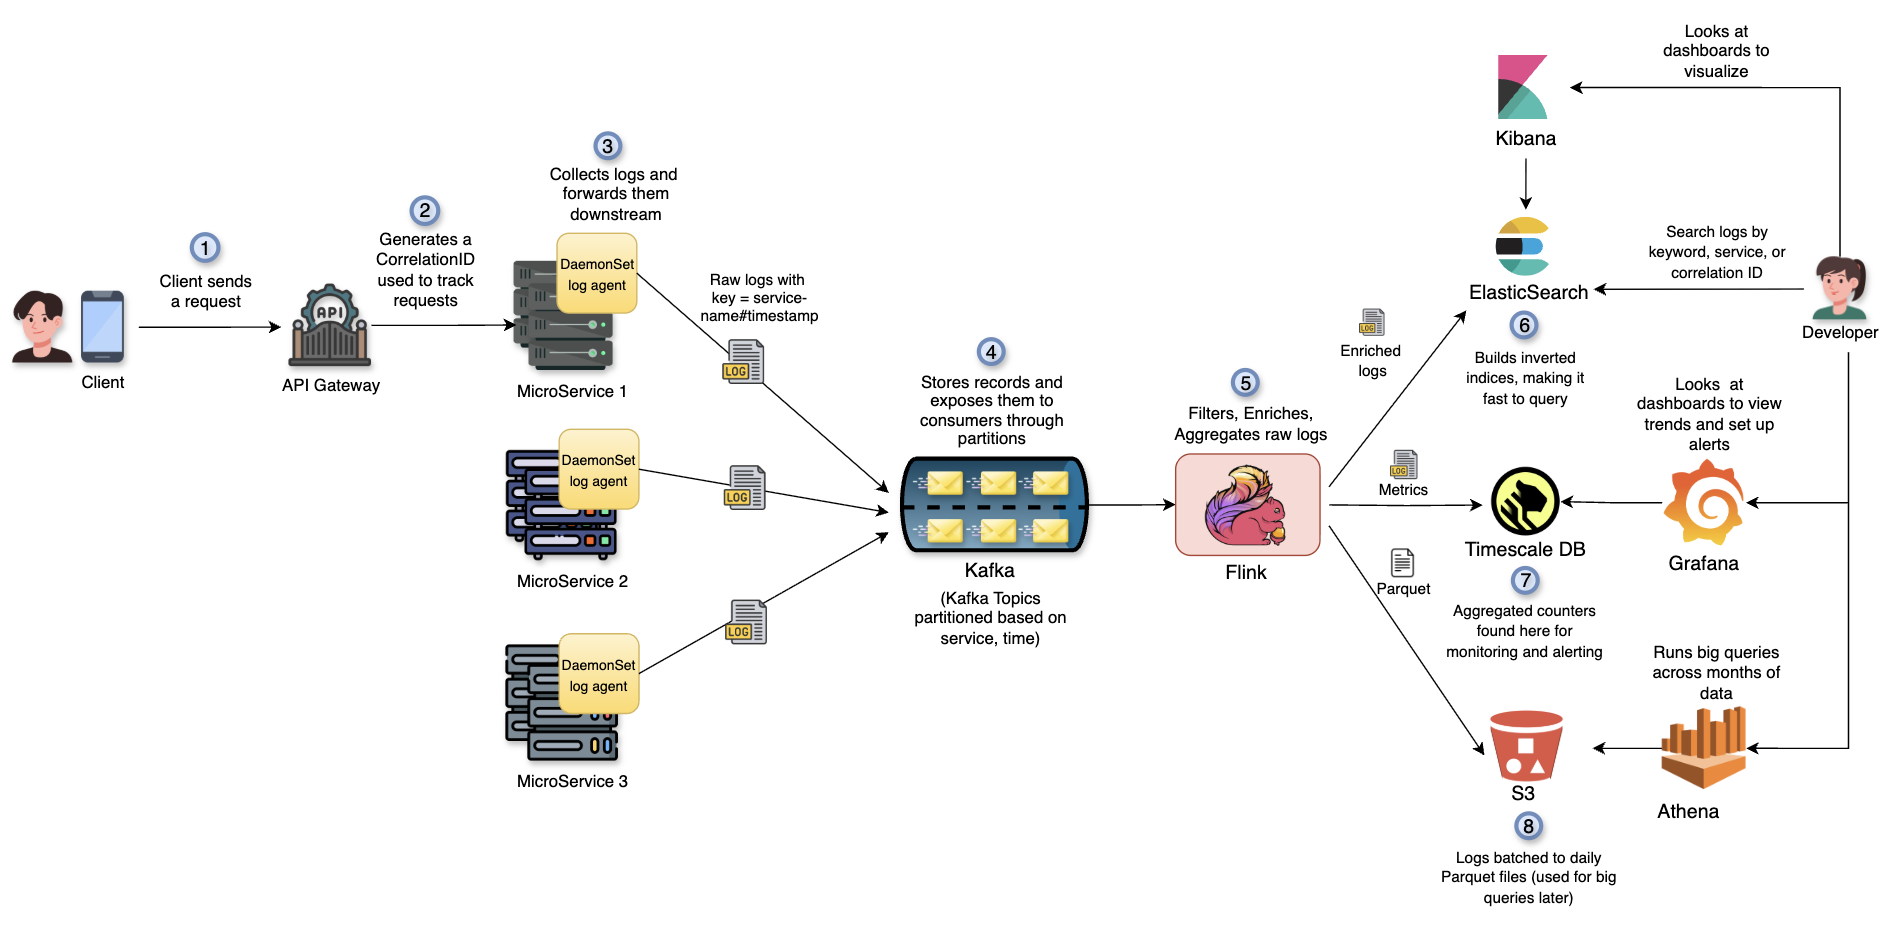 1
Client sends
a request
Client
API
API Gateway
2
Generates a
CorrelationID
used to track
requests
3
Collects logs and
forwards them
downstream
DaemonSet
log agent
MicroService 1
DaemonSet
log agent
MicroService 2
DaemonSet
log agent
MicroService 3
Raw logs with
key = service-
name#timestamp
LOG
LOG
LOG
4
Stores records and
exposes them to
consumers through
partitions
Kafka
(Kafka Topics
partitioned based on
service, time)
5
Filters, Enriches,
Aggregates raw logs
Flink
LOG
Enriched
logs
LOG
Metrics
Parquet
Kibana
ElasticSearch
6
Builds inverted
indices, making it
fast to query
Timescale DB
7
Aggregated counters
found here for
monitoring and alerting
S3
8
Logs batched to daily
Parquet files (used for big
queries later)
Looks at
dashboards to
visualize
Search logs by
keyword, service, or
correlation ID
Developer
Looks at
dashboards to view
trends and set up
alerts
Grafana
Runs big queries
across months of
data
Athena